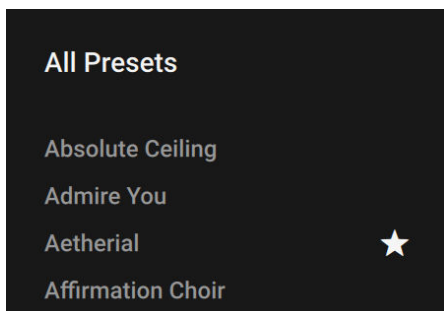 All Presets
Absolute Ceiling
Admire You
Aetherial
Affirmation Choir